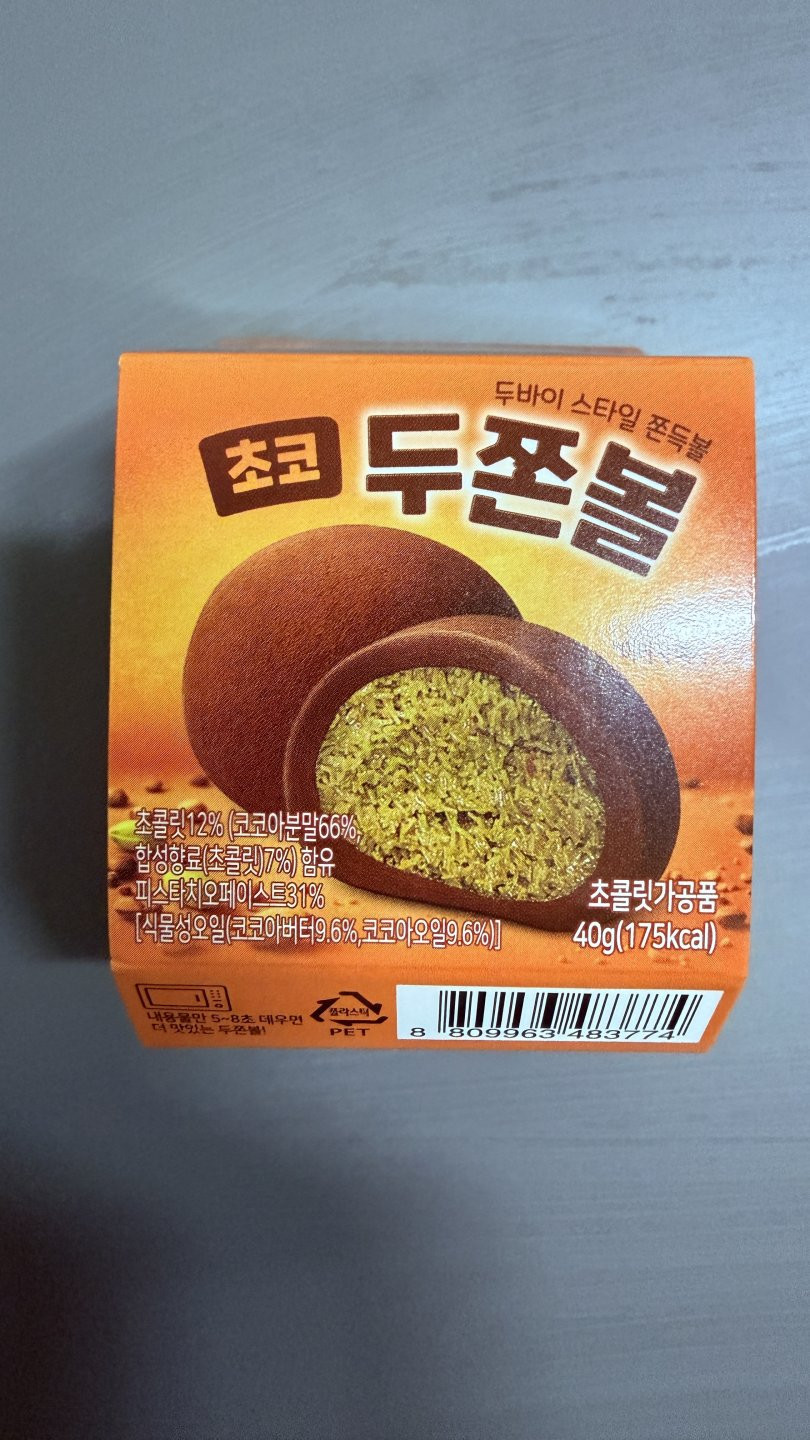 두바이 스타일 쫀득볼
초코 두쫀볼
초콜릿12% (코코아분말66%,
합성향료(초콜릿)7%) 함유
피스타치오페이스트31%
[식물성오일(코코아버터9.6%,코코아오일9.6%)]
초콜릿가공품
40g(175kcal)
내용물만 5~8초 데우면
더 맛있는 두쫀볼!
플라스틱
PET
8 809963 483774